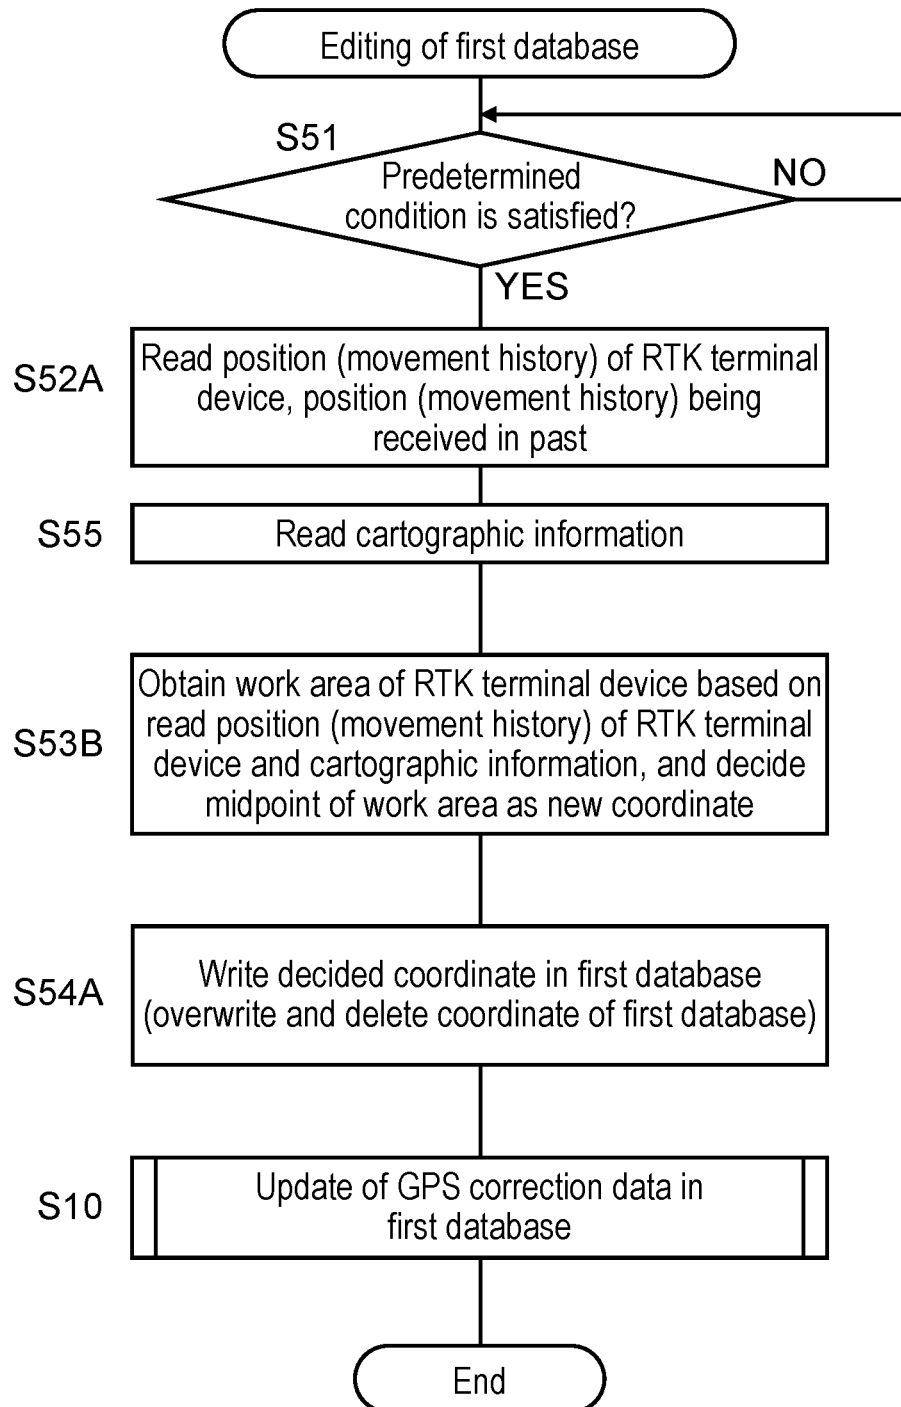 Editing of first database
S51
Predetermined
condition is satisfied?
NO
YES
S52A
Read position (movement history) of RTK terminal
device, position (movement history) being
received in past
S55
Read cartographic information
S53B
Obtain work area of RTK terminal device based on
read position (movement history) of RTK terminal
device and cartographic information, and decide
midpoint of work area as new coordinate
S54A
Write decided coordinate in first database
(overwrite and delete coordinate of first database)
S10
Update of GPS correction data in
first database
End